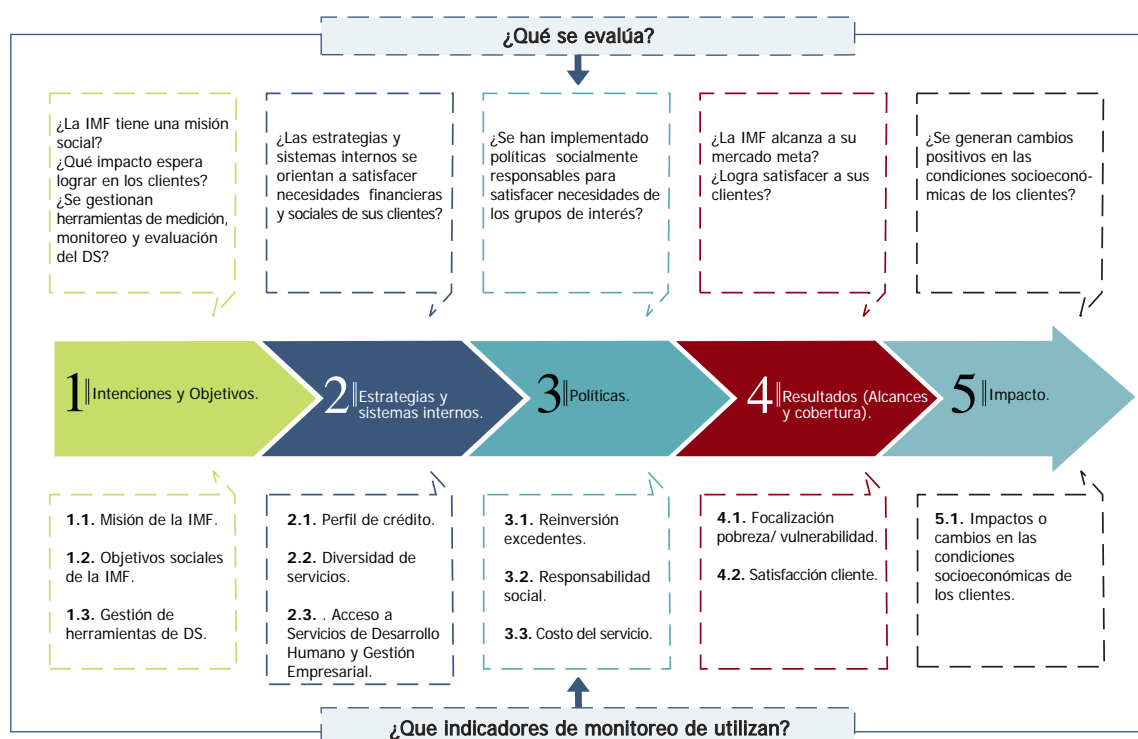 ¿Qué se evalúa?
¿La IMF tiene una misión
social?
¿Qué impacto espera
lograr en los clientes?
¿Se gestionan
herramientas de medición,
monitoreo y evaluación
del DS?
¿Las estrategias y
sistemas internos se
orientan a satisfacer
necesidades financieras
y sociales de sus clientes?
¿Se han implementado
políticas socialmente
responsables para
satisfacer necesidades de
los grupos de interés?
¿La IMF alcanza a su
mercado meta?
¿Logra satisfacer a sus
clientes?
¿Se generan cambios
positivos en las
condiciones socioeconó-
micas de los clientes?
1 Intenciones y Objetivos.
2 Estrategias y
sistemas internos.
3 Políticas.
4 Resultados (Alcances
y cobertura).
5 Impacto.
1.1. Misión de la IMF.
1.2. Objetivos sociales
de la IMF.
1.3. Gestión de
herramientas de DS.
2.1. Perfil de crédito.
2.2. Diversidad de
servicios.
2.3. . Acceso a
Servicios de Desarrollo
Humano y Gestión
Empresarial.
3.1. Reinversión
excedentes.
3.2. Responsabilidad
social.
3.3. Costo del servicio.
4.1. Focalización
pobreza/ vulnerabilidad.
4.2. Satisfacción cliente.
5.1. Impactos o
cambios en las
condiciones
socioeconómicas de
los clientes.
¿Que indicadores de monitoreo de utilizan?